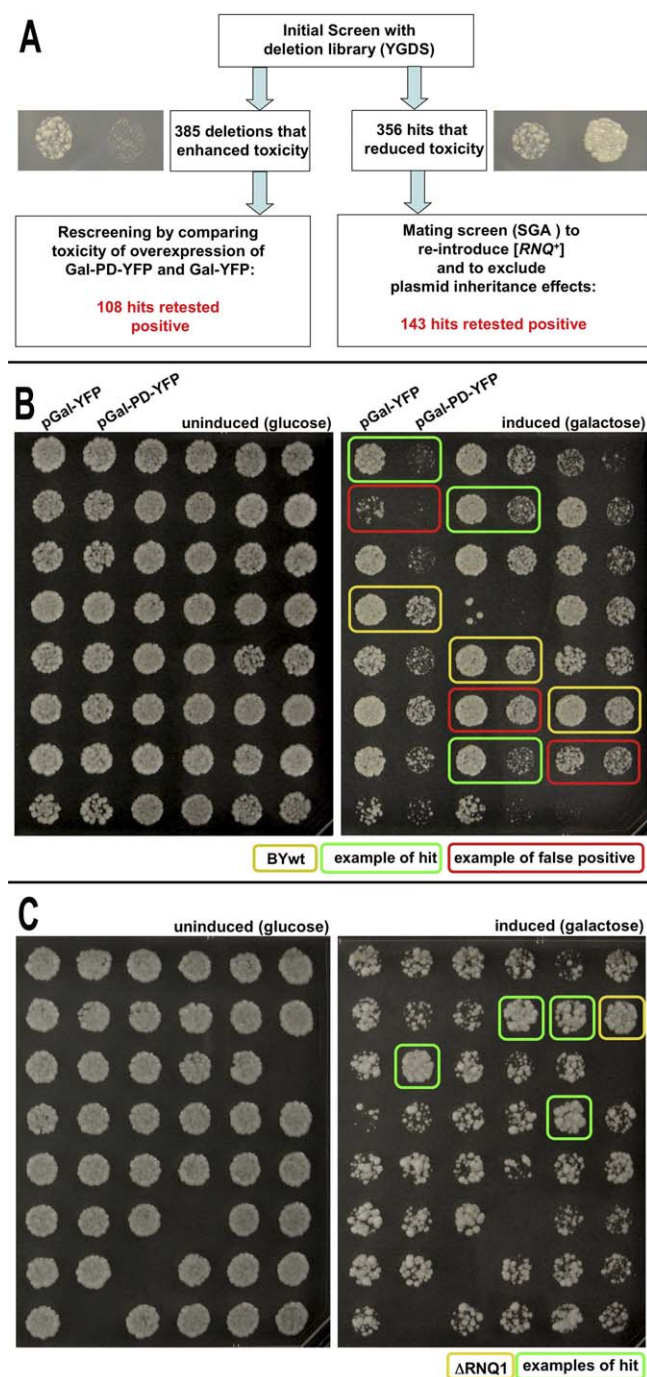 A
Initial Screen with
deletion library (YGDS)
385 deletions that
enhanced toxicity
356 hits that
reduced toxicity
Rescreening by comparing
toxicity of overexpression of
Gal-PD-YFP and Gal-YFP:
108 hits retested
positive
Mating screen (SGA ) to
re-introduce [RNQ⁺]
and to exclude
plasmid inheritance effects:
143 hits retested positive
B
pGal-YFP
pGal-PD-YFP
uninduced (glucose)
pGal-YFP
pGal-PD-YFP
induced (galactose)
BYwt
example of hit
example of false positive
C
uninduced (glucose)
induced (galactose)
ΔRNQ1
examples of hit